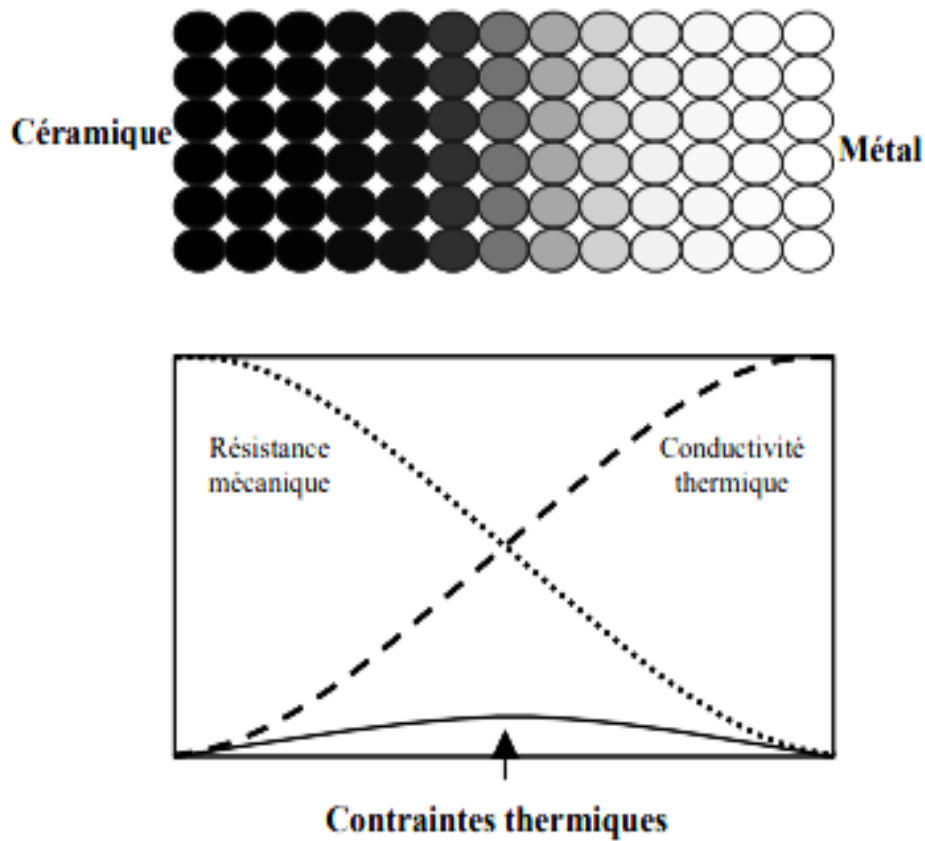 Céramique
Métal
Résistance
mécanique
Conductivité
thermique
Contraintes thermiques